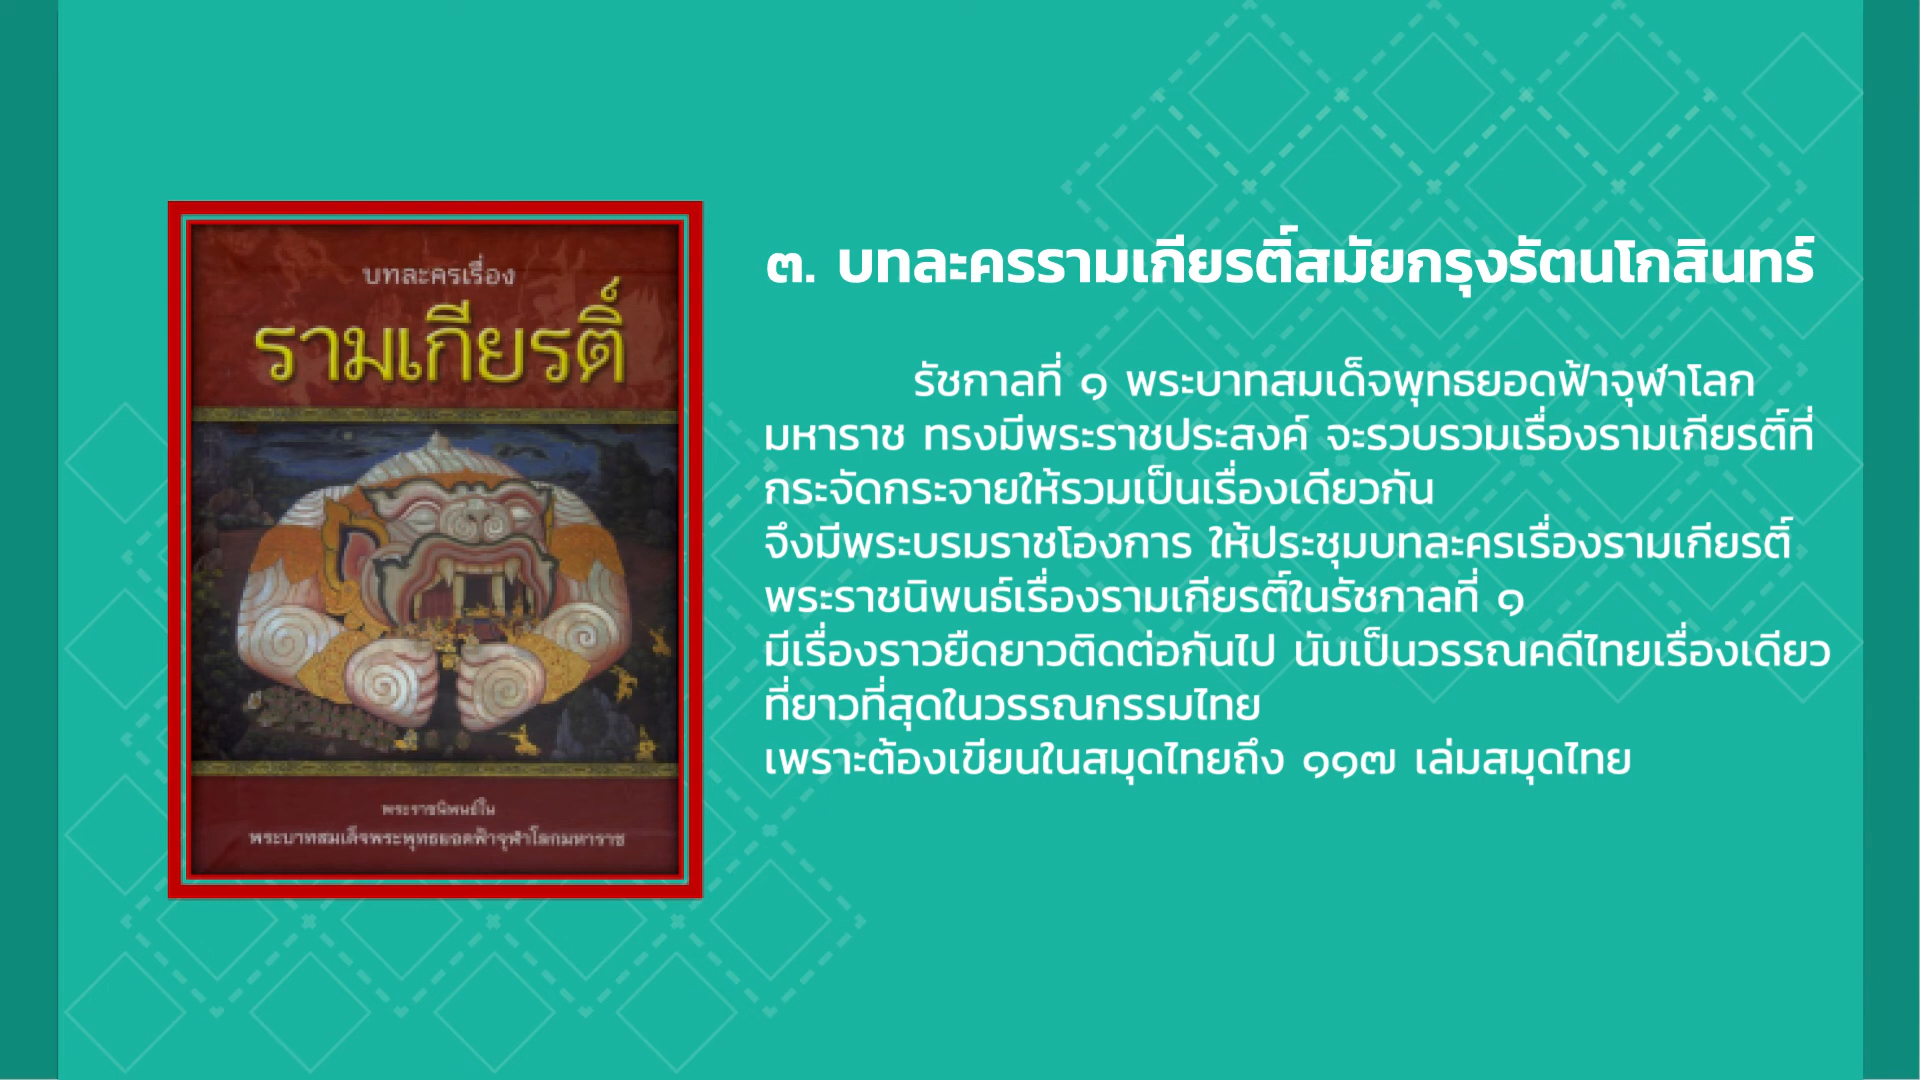 บทละครเรื่อง
รามเกียรติ์
พระราชนิพนธ์ใน
พระบาทสมเด็จพระพุทธยอดฟ้าจุฬาโลกมหาราช
๓. บทละครรามเกียรติ์สมัยกรุงรัตนโกสินทร์
รัชกาลที่ ๑ พระบาทสมเด็จพุทธยอดฟ้าจุฬาโลก
มหาราช ทรงมีพระราชประสงค์ จะรวบรวมเรื่องรามเกียรติ์ที่
กระจัดกระจายให้รวมเป็นเรื่องเดียวกัน
จึงมีพระบรมราชโองการ ให้ประชุมบทละครเรื่องรามเกียรติ์
พระราชนิพนธ์เรื่องรามเกียรติ์ในรัชกาลที่ ๑
มีเรื่องราวยืดยาวติดต่อกันไป นับเป็นวรรณคดีไทยเรื่องเดียว
ที่ยาวที่สุดในวรรณกรรมไทย
เพราะต้องเขียนในสมุดไทยถึง ๑๑๗ เล่มสมุดไทย